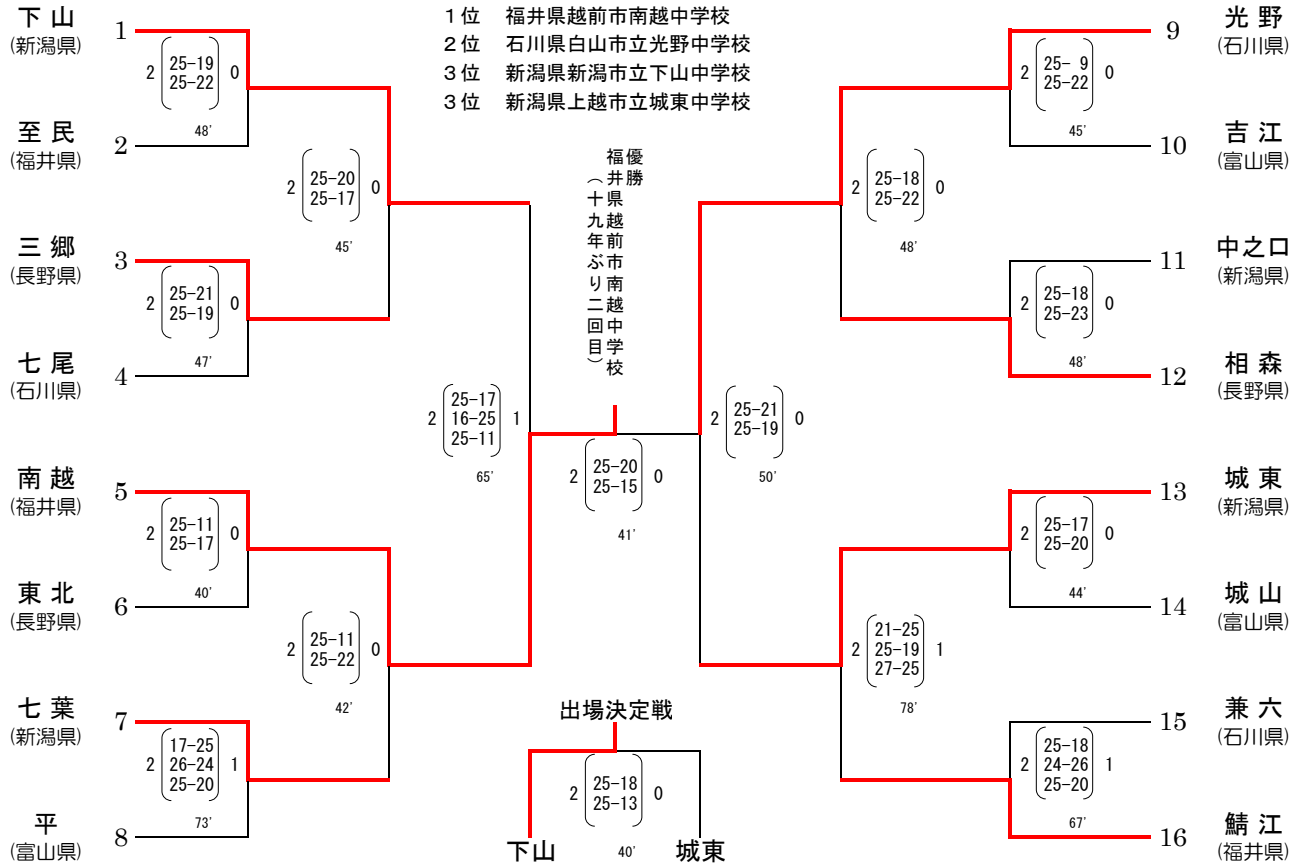 1位 福井県越前市南越中学校
2位 石川県白山市立光野中学校
3位 新潟県新潟市立下山中学校
3位 新潟県上越市立城東中学校
優勝
福井県越前市南越中学校
（十九年ぶり二回目）
下山 1
(新潟県)
2 25-19 0
25-22
48'
至民 2
(福井県)
2 25-20 0
25-17
45'
三郷 3
(長野県)
2 25-21 0
25-19
47'
七尾 4
(石川県)
2 25-17 1
16-25
25-11
65'
南越 5
(福井県)
2 25-11 0
25-17
40'
東北 6
(長野県)
2 25-11 0
25-22
42'
七葉 7
(新潟県)
2 17-25 1
26-24
25-20
73'
平 8
(富山県)
2 25-20 0
25-15
41'
9 光野
(石川県)
2 25- 9 0
25-22
45'
10 吉江
(富山県)
2 25-18 0
25-22
48'
11 中之口
(新潟県)
2 25-18 0
25-23
48'
12 相森
(長野県)
2 25-21 0
25-19
50'
13 城東
(新潟県)
2 25-17 0
25-20
44'
14 城山
(富山県)
2 21-25 1
25-19
27-25
78'
15 兼六
(石川県)
2 25-18 1
24-26
25-20
67'
16 鯖江
(福井県)
出場決定戦
2 25-18 0
25-13
下山 40' 城東